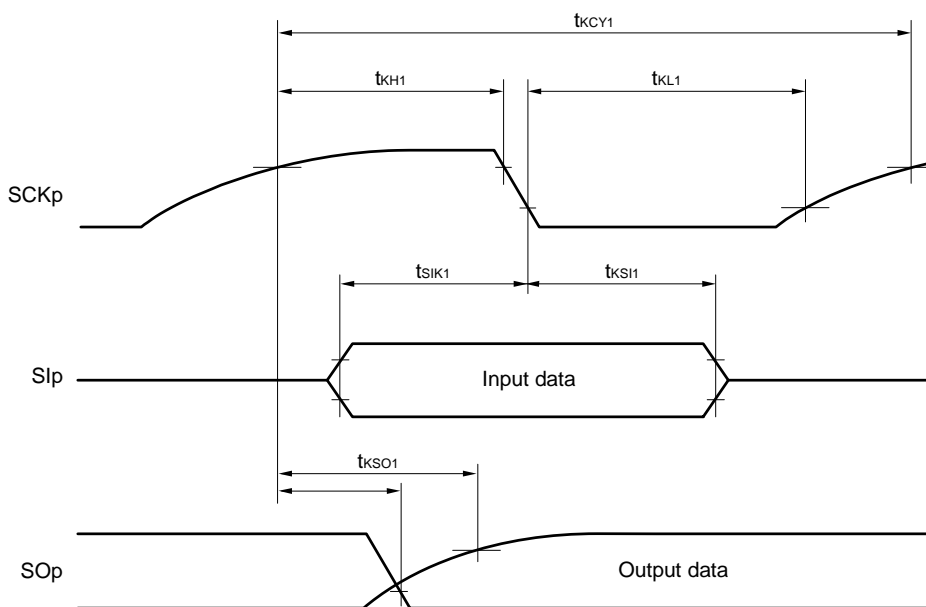 tKCY1
tKH1
tKL1
SCKp
tSIK1
tKSI1
SIp
Input data
tKSO1
SOp
Output data